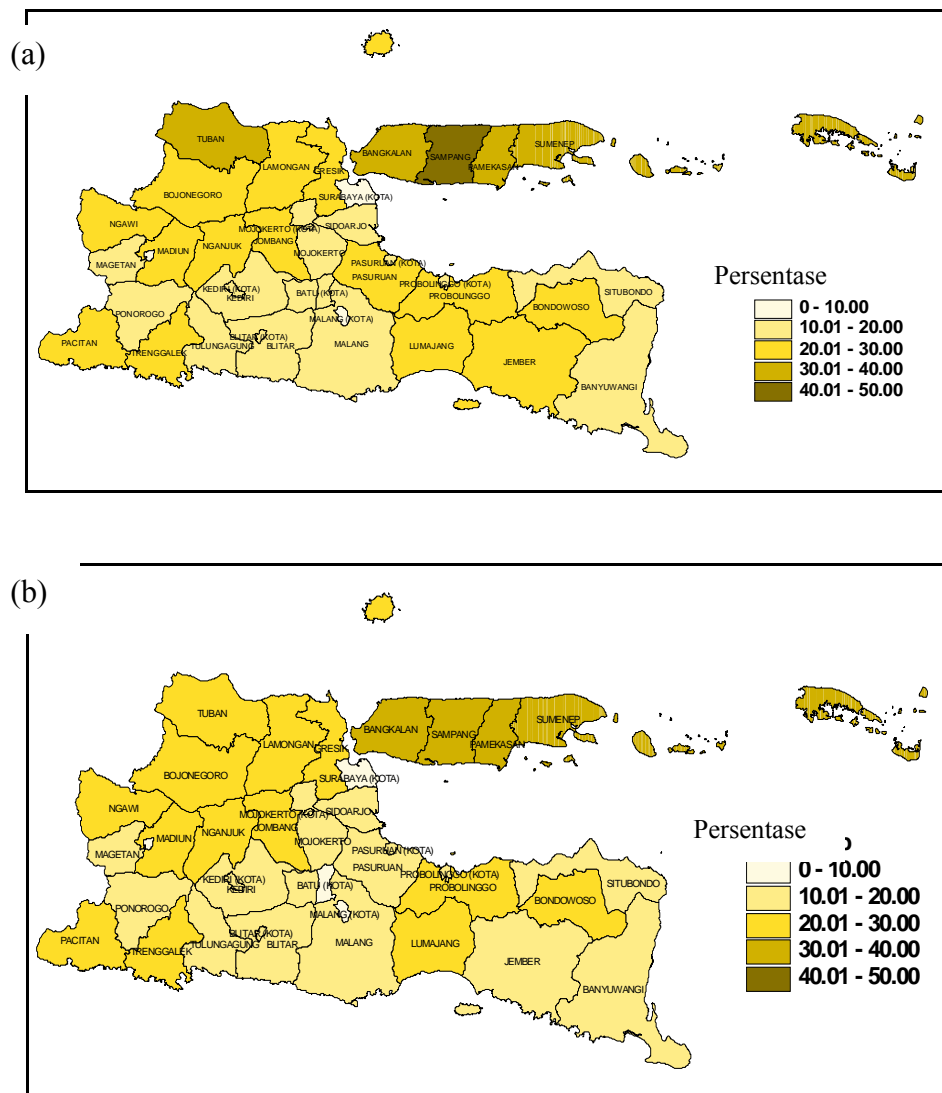 (a)
TUBAN
LAMONGAN
GRESIK
BANGKALAN
SAMPANG
PAMEKASAN
SUMENEP
BOJONEGORO
SURABAYA (KOTA)
NGAWI
MOJOKERTO (KOTA)
SIDOARJO
MADIUN
NGANJUK
JOMBANG
MAGETAN
MOJOKERTO
PASURUAN (KOTA)
PASURUAN
KEDIRI (KOTA)
KEDIRI
BATU (KOTA)
PROBOLINGGO (KOTA)
PROBOLINGGO
SITUBONDO
PONOROGO
MALANG (KOTA)
BONDOWOSO
PACITAN
TRENGGALEK
TULUNGAGUNG
BLITAR (KOTA)
BLITAR
MALANG
LUMAJANG
JEMBER
BANYUWANGI
Persentase
0 - 10.00
10.01 - 20.00
20.01 - 30.00
30.01 - 40.00
40.01 - 50.00
(b)
TUBAN
LAMONGAN
GRESIK
BANGKALAN
SAMPANG
PAMEKASAN
SUMENEP
BOJONEGORO
SURABAYA (KOTA)
NGAWI
MOJOKERTO (KOTA)
SIDOARJO
MADIUN
NGANJUK
JOMBANG
MAGETAN
MOJOKERTO
PASURUAN (KOTA)
PASURUAN
KEDIRI (KOTA)
KEDIRI
BATU (KOTA)
PROBOLINGGO (KOTA)
PROBOLINGGO
SITUBONDO
PONOROGO
MALANG (KOTA)
BONDOWOSO
PACITAN
TRENGGALEK
TULUNGAGUNG
BLITAR (KOTA)
BLITAR
MALANG
LUMAJANG
JEMBER
BANYUWANGI
Persentase
0 - 10.00
10.01 - 20.00
20.01 - 30.00
30.01 - 40.00
40.01 - 50.00